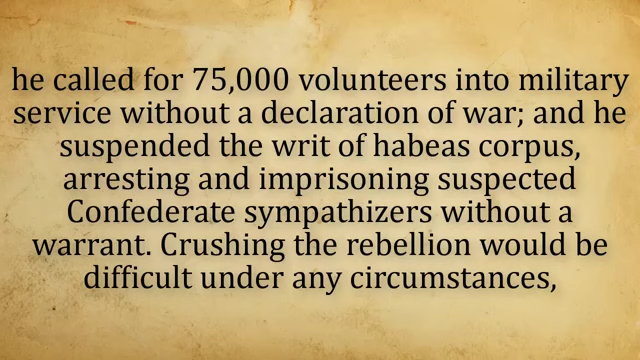 he called for 75,000 volunteers into military
service without a declaration of war; and he
suspended the writ of habeas corpus,
arresting and imprisoning suspected
Confederate sympathizers without a
warrant. Crushing the rebellion would be
difficult under any circumstances,